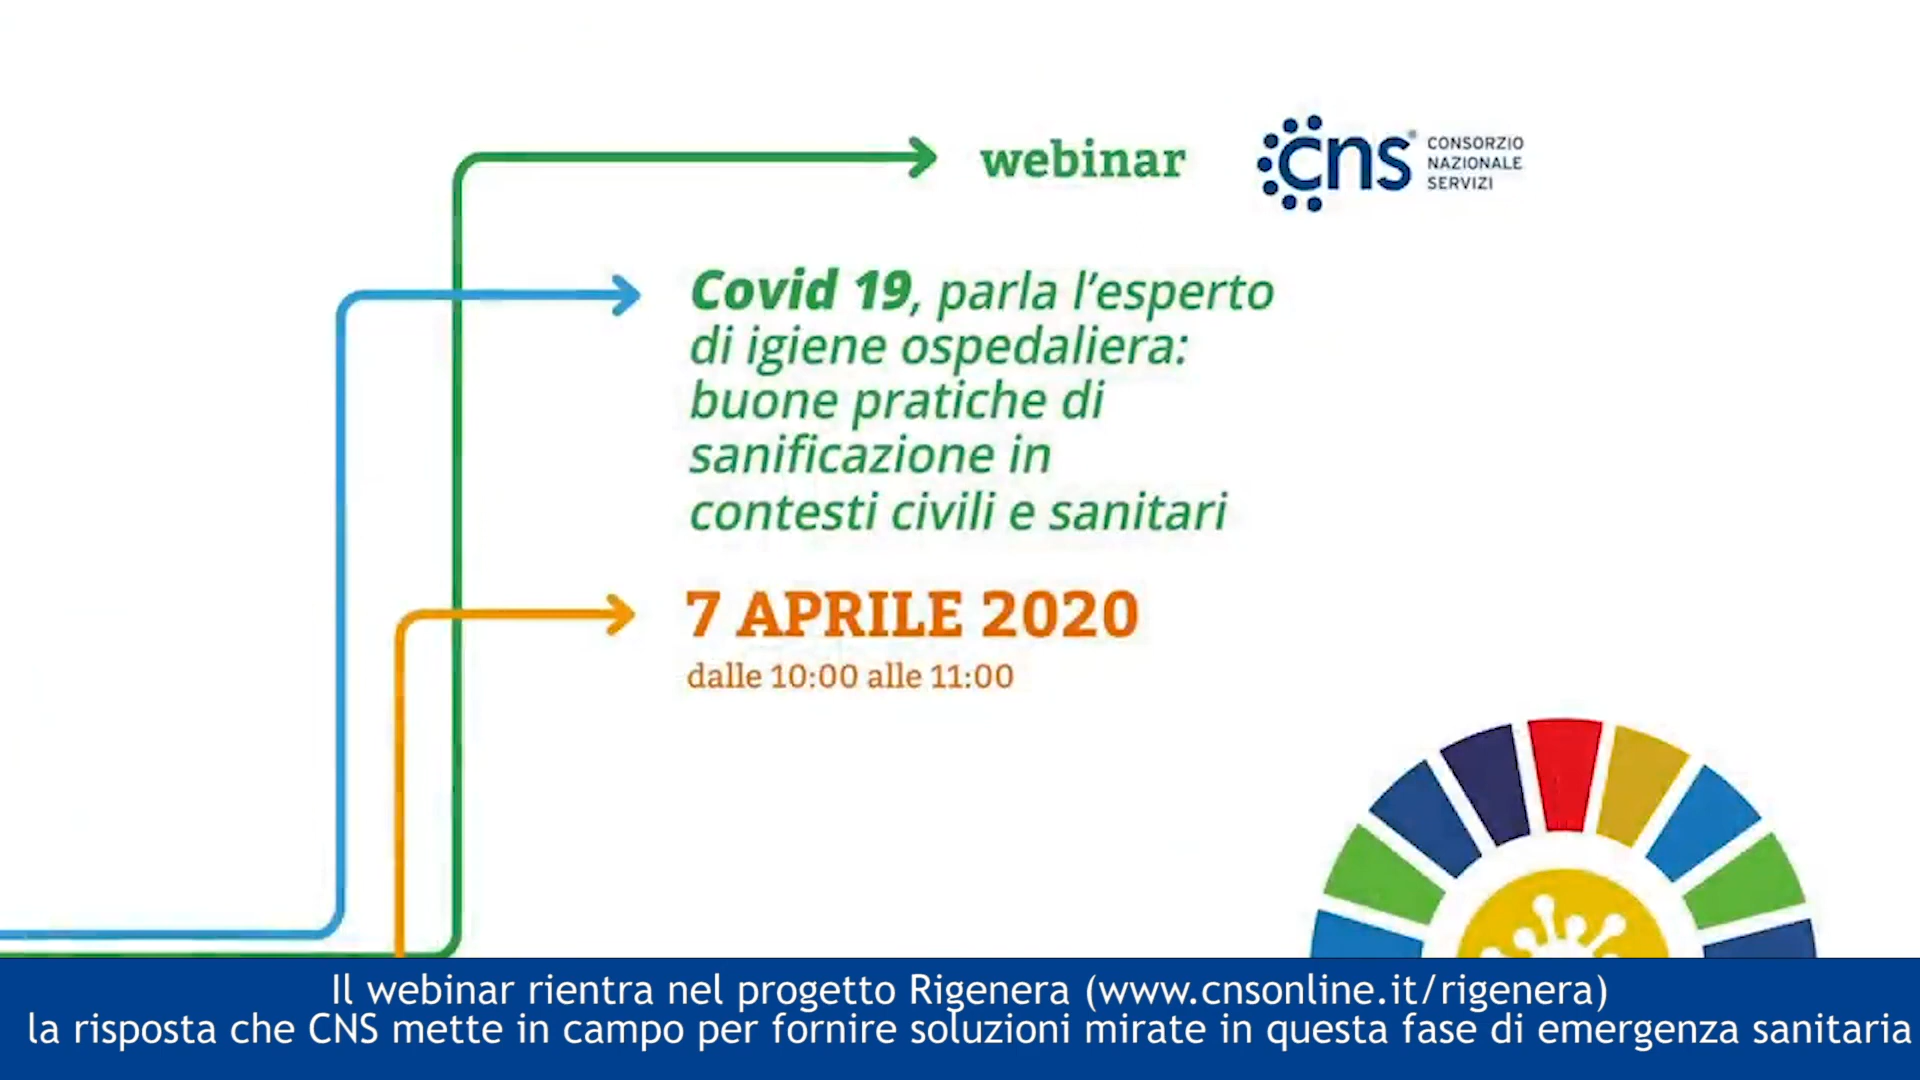 webinar
cns
CONSORZIO
NAZIONALE
SERVIZI
Covid 19, parla l'esperto
di igiene ospedaliera:
buone pratiche di
sanificazione in
contesti civili e sanitari
7 APRILE 2020
dalle 10:00 alle 11:00
Il webinar rientra nel progetto Rigenera (www.cnsonline.it/rigenera)
la risposta che CNS mette in campo per fornire soluzioni mirate in questa fase di emergenza sanitaria